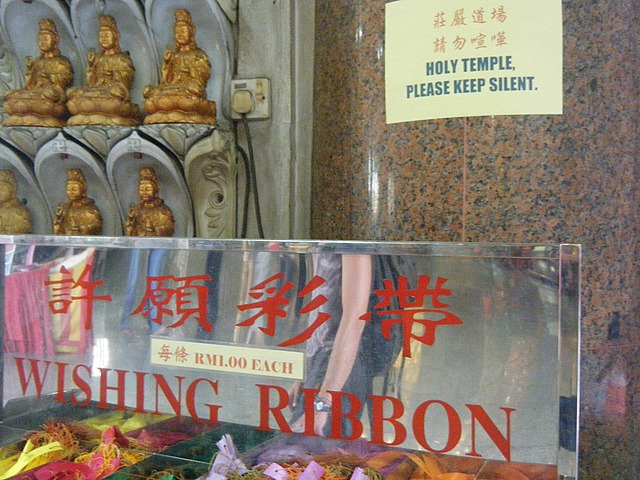 莊嚴道場
請勿喧嘩
HOLY TEMPLE,
PLEASE KEEP SILENT.
許願彩帶
每條 RM1.00 EACH
WISHING RIBBON